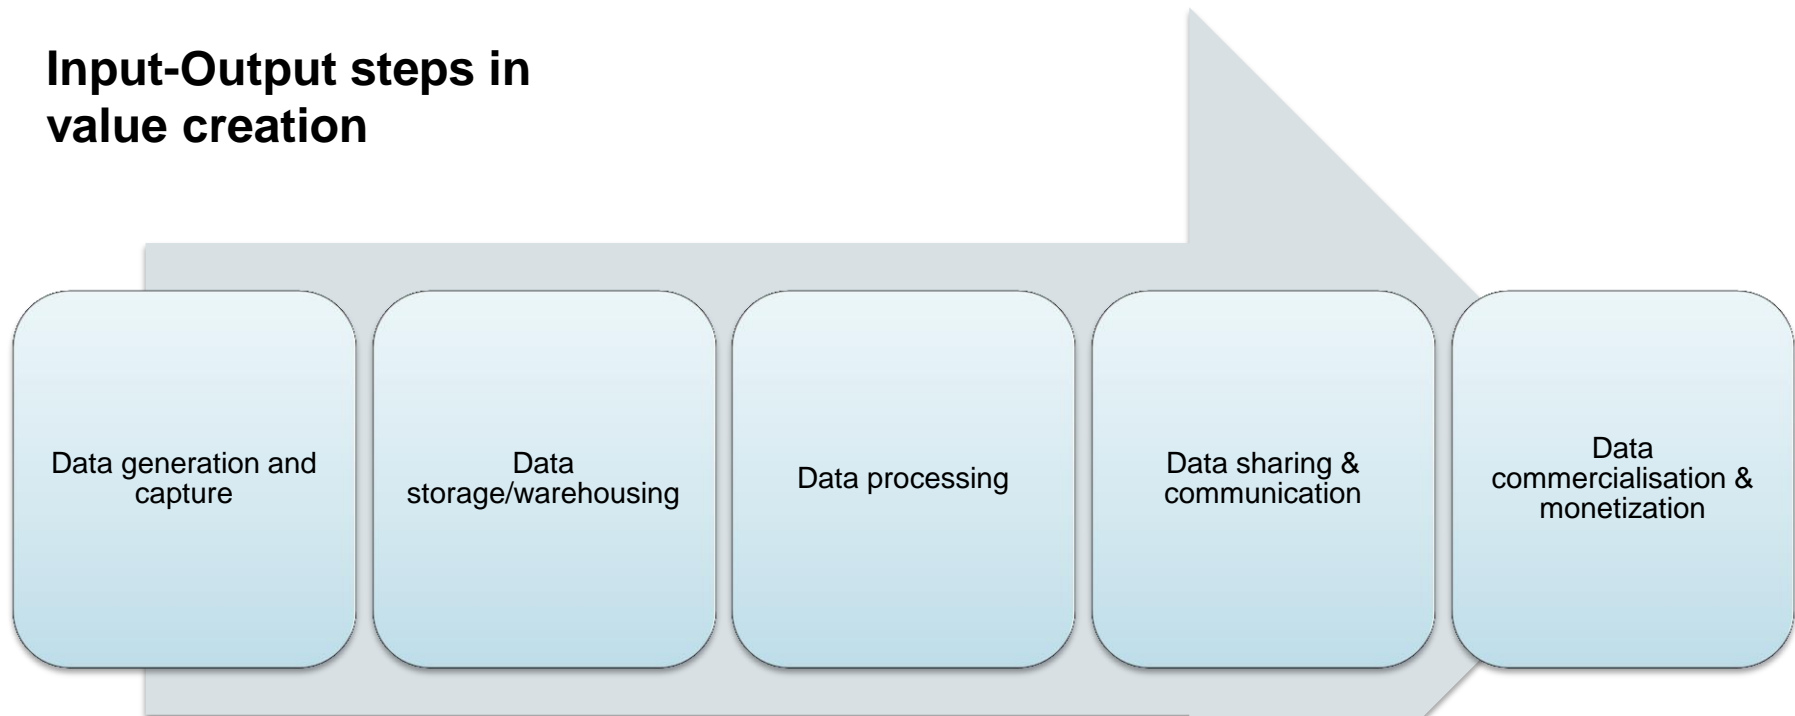 Input-Output steps in
value creation
Data generation and
capture
Data
storage/warehousing
Data processing
Data sharing &
communication
Data
commercialisation &
monetization